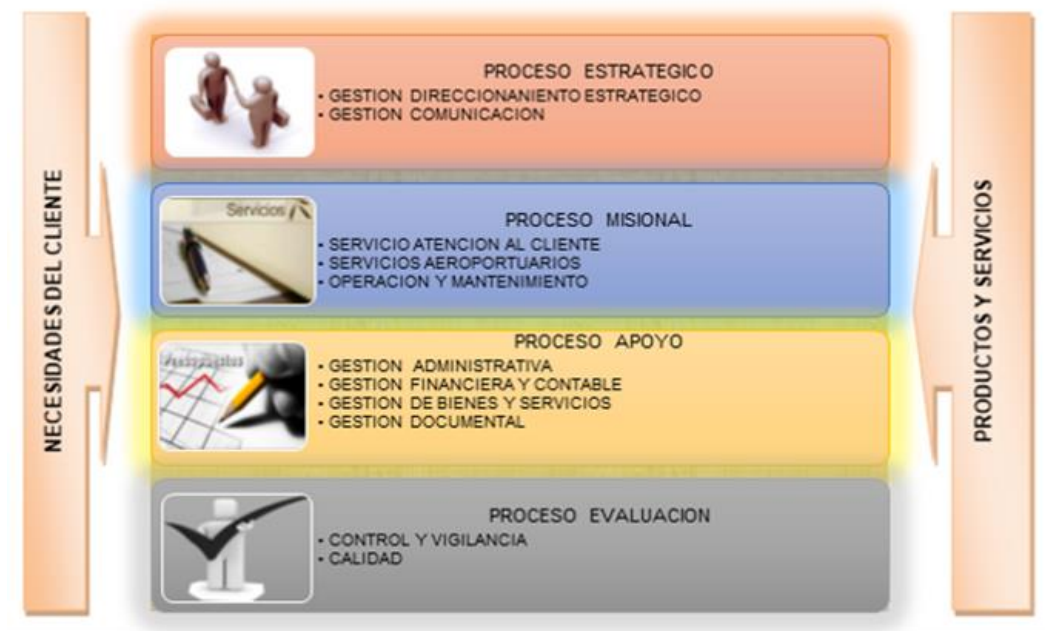 NECESIDADES DEL CLIENTE
PROCESO ESTRATEGICO
▪ GESTION DIRECCIONANIENTO ESTRATEGICO
▪ GESTION COMUNICACION
Servicios
PROCESO MISIONAL
▪ SERVICIO ATENCION AL CLIENTE
▪ SERVICIOS AEROPORTUARIOS
▪ OPERACION Y MANTENIMIENTO
PROCESO APOYO
▪ GESTION ADMINISTRATIVA
▪ GESTION FINANCIERA Y CONTABLE
▪ GESTION DE BIENES Y SERVICIOS
▪ GESTION DOCUMENTAL
PROCESO EVALUACION
▪ CONTROL Y VIGILANCIA
▪ CALIDAD
PRODUCTOS Y SERVICIOS